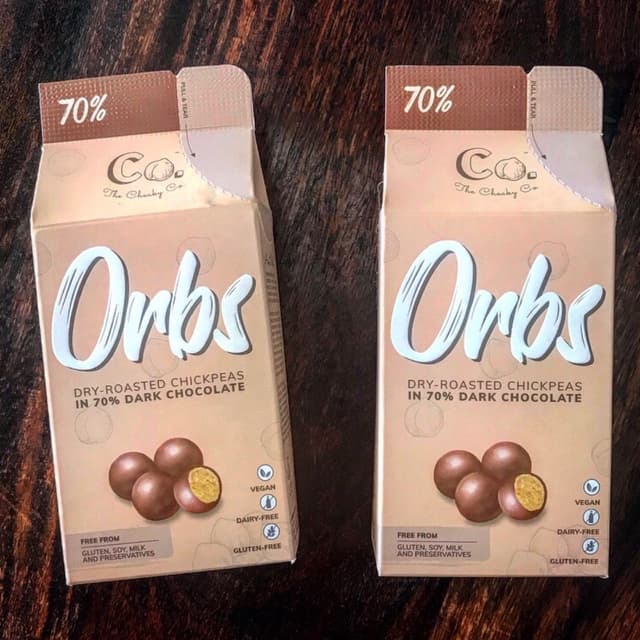 70%
Co.
The Cheeky Co
Orbs
DRY-ROASTED CHICKPEAS
IN 70% DARK CHOCOLATE
VEGAN
DAIRY-FREE
GLUTEN-FREE
FREE FROM
GLUTEN, SOY, MILK
AND PRESERVATIVES
70%
PULL & TEAR
Co.
The Cheeky Co
Orbs
DRY-ROASTED CHICKPEAS
IN 70% DARK CHOCOLATE
VEGAN
DAIRY-FREE
GLUTEN-FREE
FREE FROM
GLUTEN, SOY, MILK
AND PRESERVATIVES